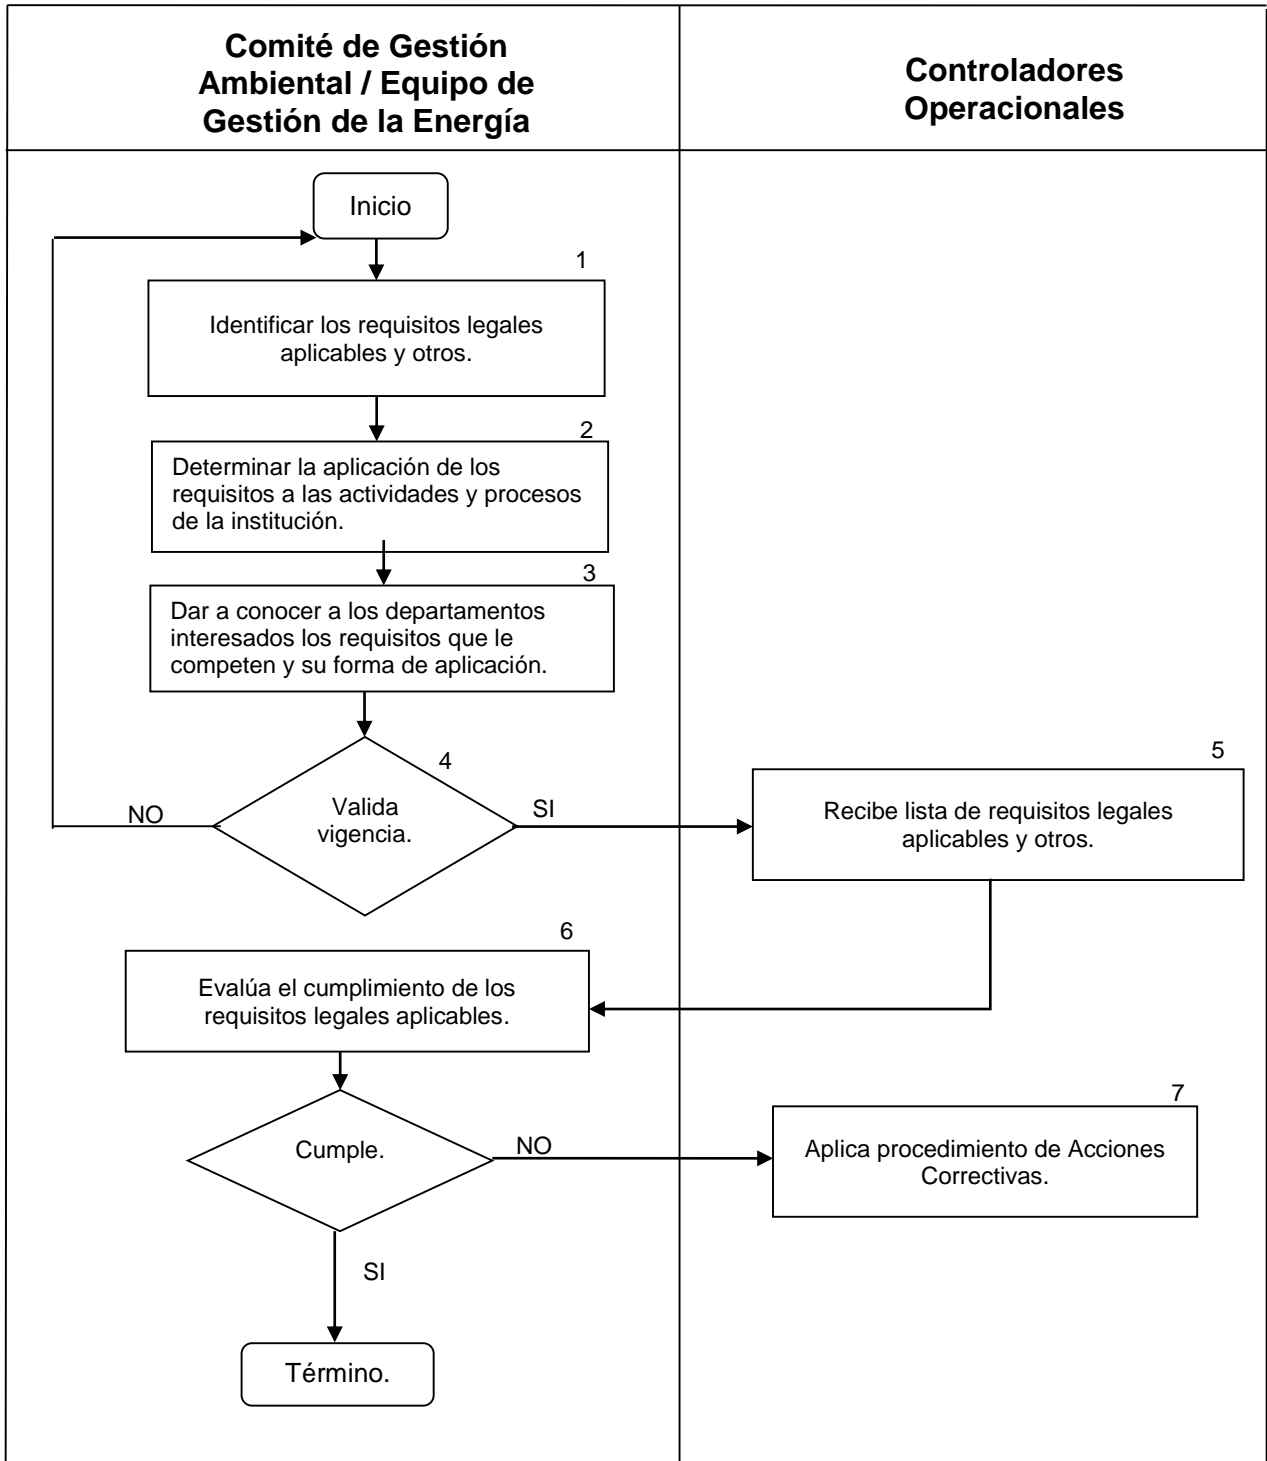 Comité de Gestión
Ambiental / Equipo de
Gestión de la Energía
Controladores
Operacionales
Inicio
1
Identificar los requisitos legales
aplicables y otros.
2
Determinar la aplicación de los
requisitos a las actividades y procesos
de la institución.
3
Dar a conocer a los departamentos
interesados los requisitos que le
competen y su forma de aplicación.
4
Valida
vigencia.
NO
SI
5
Recibe lista de requisitos legales
aplicables y otros.
6
Evalúa el cumplimiento de los
requisitos legales aplicables.
Cumple.
NO
7
Aplica procedimiento de Acciones
Correctivas.
SI
Término.